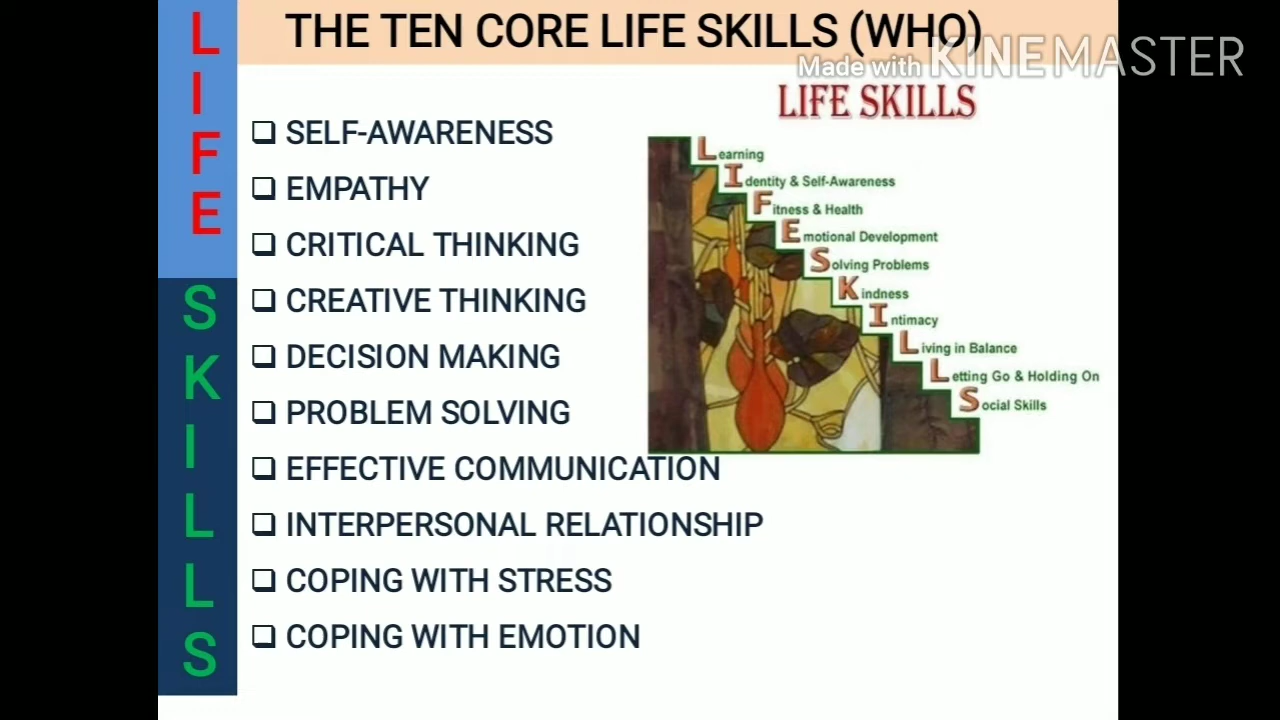 THE TEN CORE LIFE SKILLS (WHO)
Made with KINEMASTER
L
I
F
E
S
K
I
L
L
S
❑ SELF-AWARENESS
❑ EMPATHY
❑ CRITICAL THINKING
❑ CREATIVE THINKING
❑ DECISION MAKING
❑ PROBLEM SOLVING
❑ EFFECTIVE COMMUNICATION
❑ INTERPERSONAL RELATIONSHIP
❑ COPING WITH STRESS
❑ COPING WITH EMOTION
LIFE SKILLS
Learning
Identity & Self-Awareness
Fitness & Health
Emotional Development
Solving Problems
Kindness
Intimacy
Living in Balance
Letting Go & Holding On
Social Skills